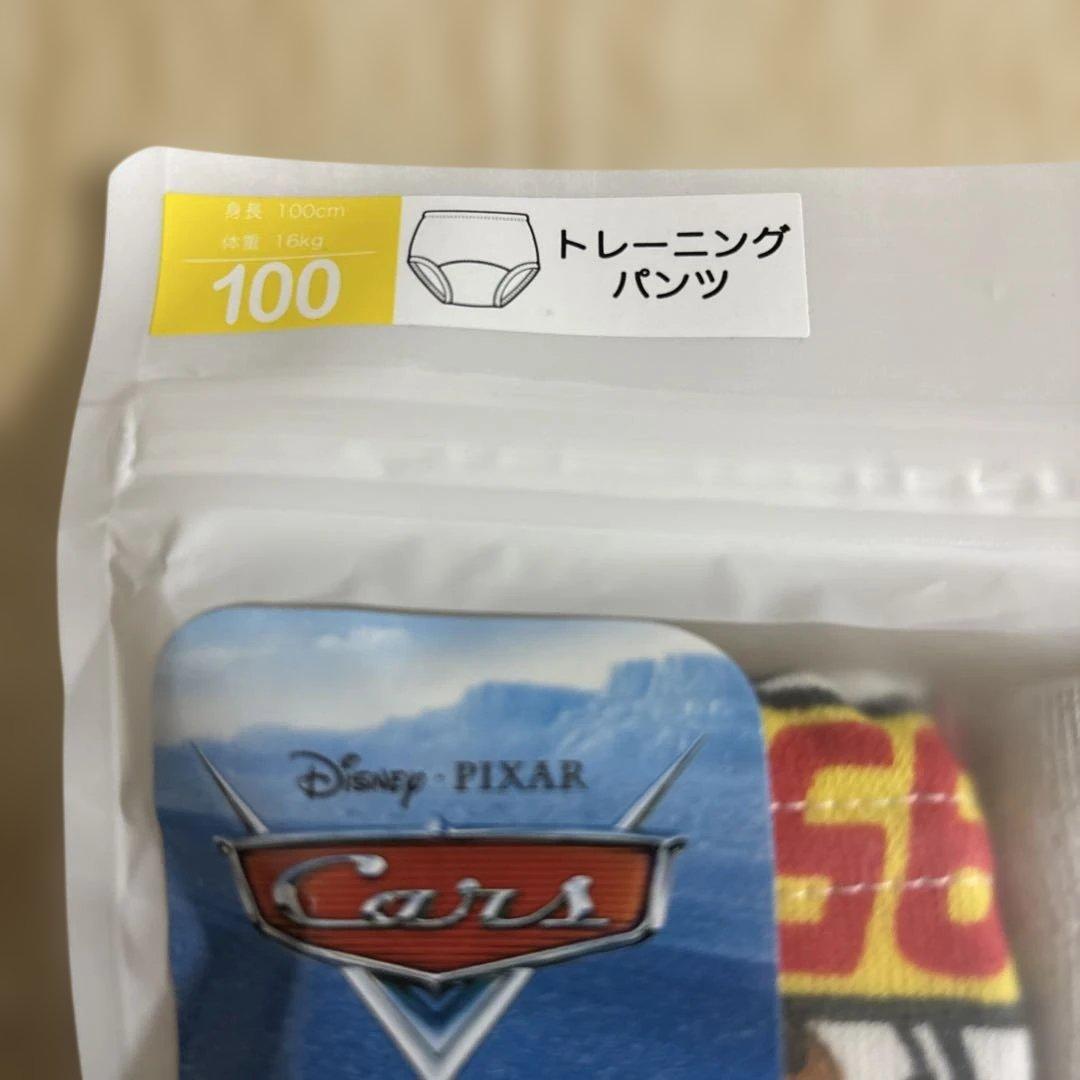 身長 100cm
体重 16kg
100
トレーニング
パンツ
Disney · PIXAR
Cars